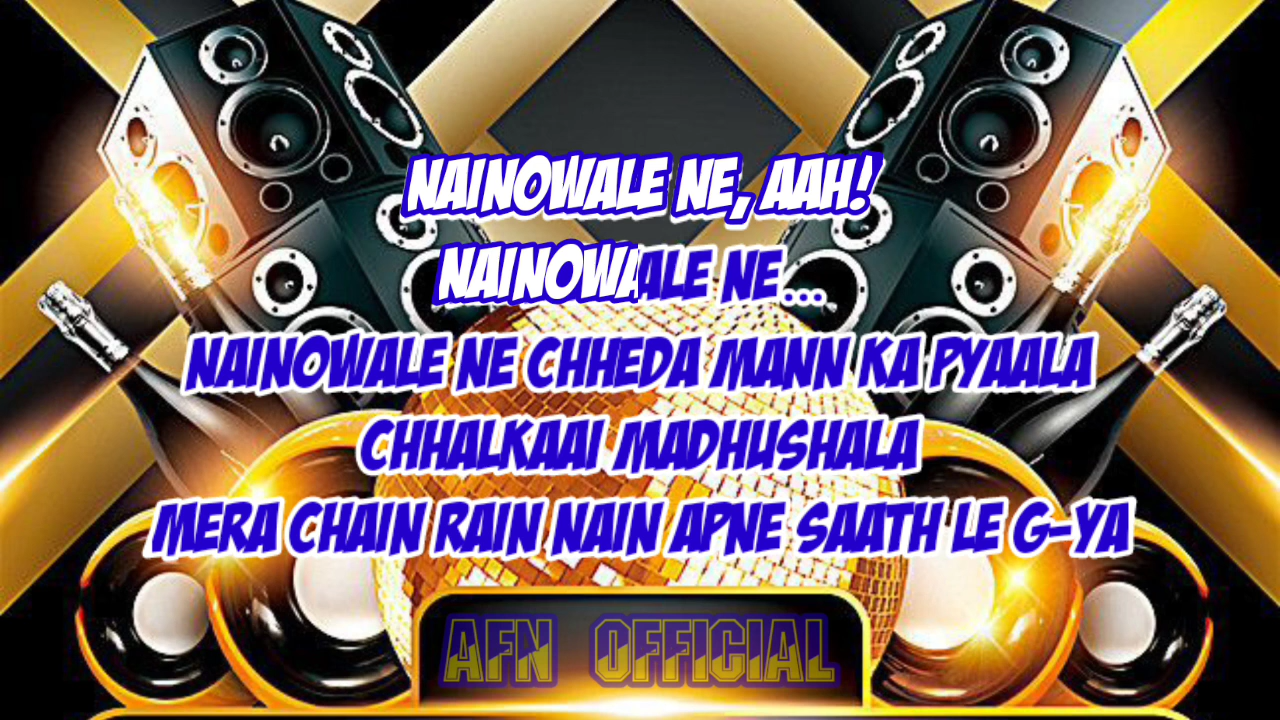 NAINOWALE NE, AAH!
NAINOWALE NE...
NAINOWALE NE CHHEDA MANN KA PYAALA
CHHALKAAI MADHUSHALA
MERA CHAIN RAIN NAIN APNE SAATH LE G-YA
AFN OFFICIAL